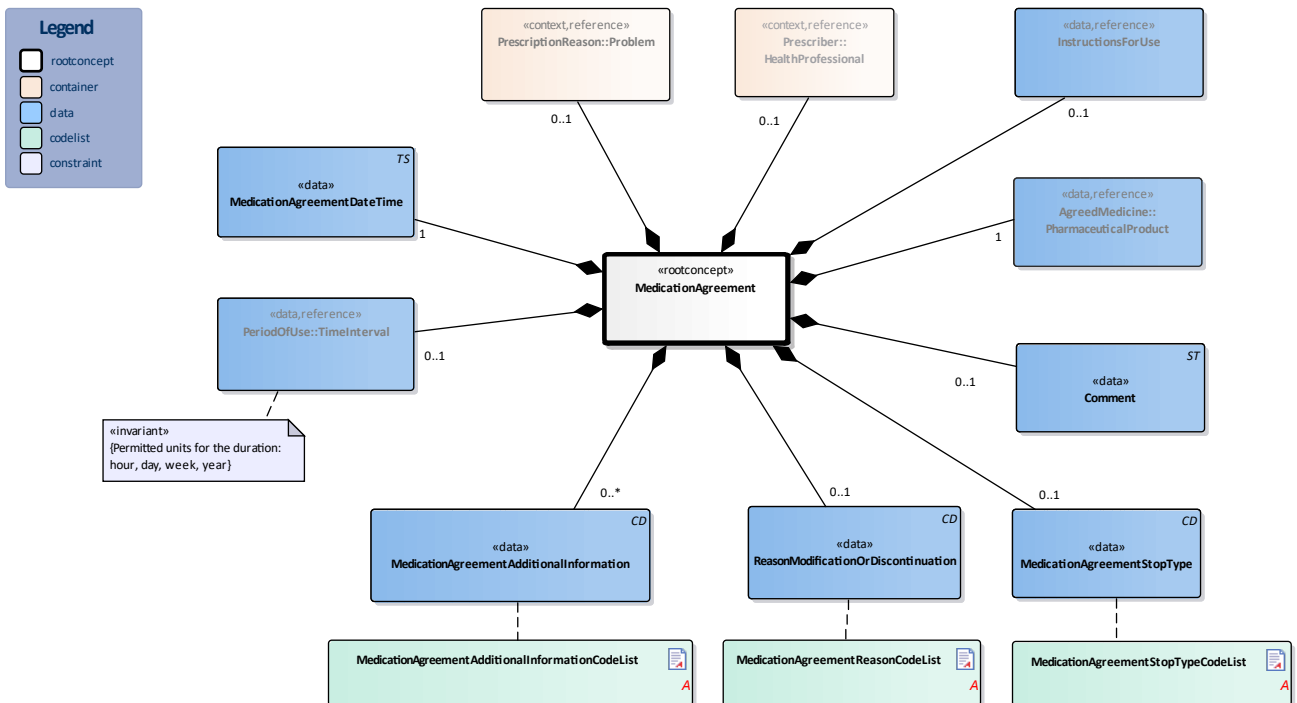 Legend
rootconcept
container
data
codelist
constraint
«context,reference»
PrescriptionReason::Problem
0..1
«context,reference»
Prescriber::
HealthProfessional
0..1
«data,reference»
InstructionsForUse
0..1
TS
«data»
MedicationAgreementDateTime
1
«data,reference»
AgreedMedicine::
PharmaceuticalProduct
1
«rootconcept»
MedicationAgreement
«data,reference»
PeriodOfUse::TimeInterval
0..1
ST
«data»
Comment
0..1
«invariant»
{Permitted units for the duration:
hour, day, week, year}
0..*
CD
«data»
MedicationAgreementAdditionalInformation
0..1
CD
«data»
ReasonModificationOrDiscontinuation
0..1
CD
«data»
MedicationAgreementStopType
MedicationAgreementAdditionalInformationCodeList
A
MedicationAgreementReasonCodeList
A
MedicationAgreementStopTypeCodeList
A